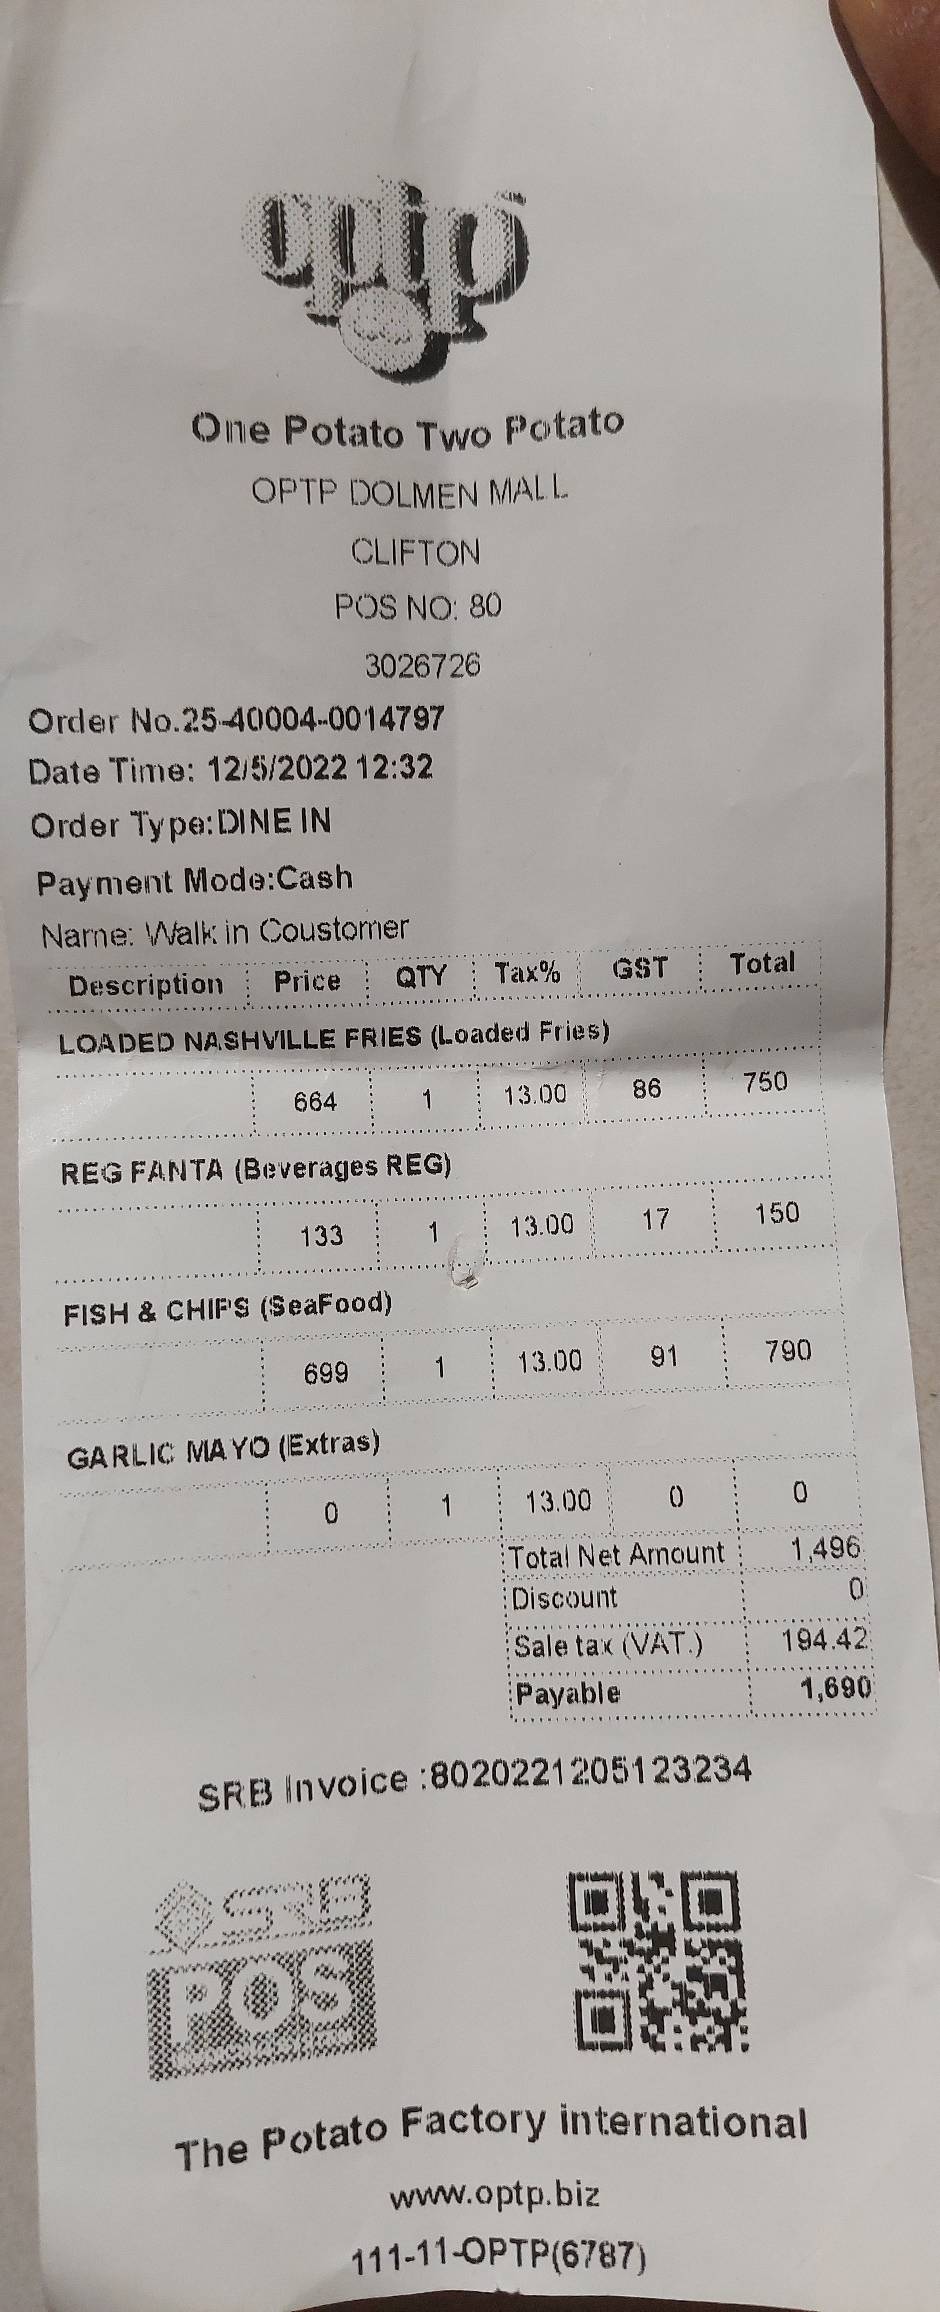 optp
One Potato Two Potato
OPTP DOLMEN MALL
CLIFTON
POS NO: 80
3026726
Order No.25-40004-0014797
Date Time: 12/5/2022 12:32
Order Type:DINE IN
Payment Mode:Cash
Name: Walk in Coustomer
Description Price QTY Tax% GST Total
LOADED NASHVILLE FRIES (Loaded Fries)
664 1 13.00 86 750
REG FANTA (Beverages REG)
133 1 13.00 17 150
FISH & CHIPS (SeaFood)
699 1 13.00 91 790
GARLIC MAYO (Extras)
0 1 13.00 0 0
Total Net Amount 1,496
Discount 0
Sale tax (VAT.) 194.42
Payable 1,690
SRB Invoice :8020221205123234
SRB
POS
The Potato Factory international
www.optp.biz
111-11-OPTP(6787)